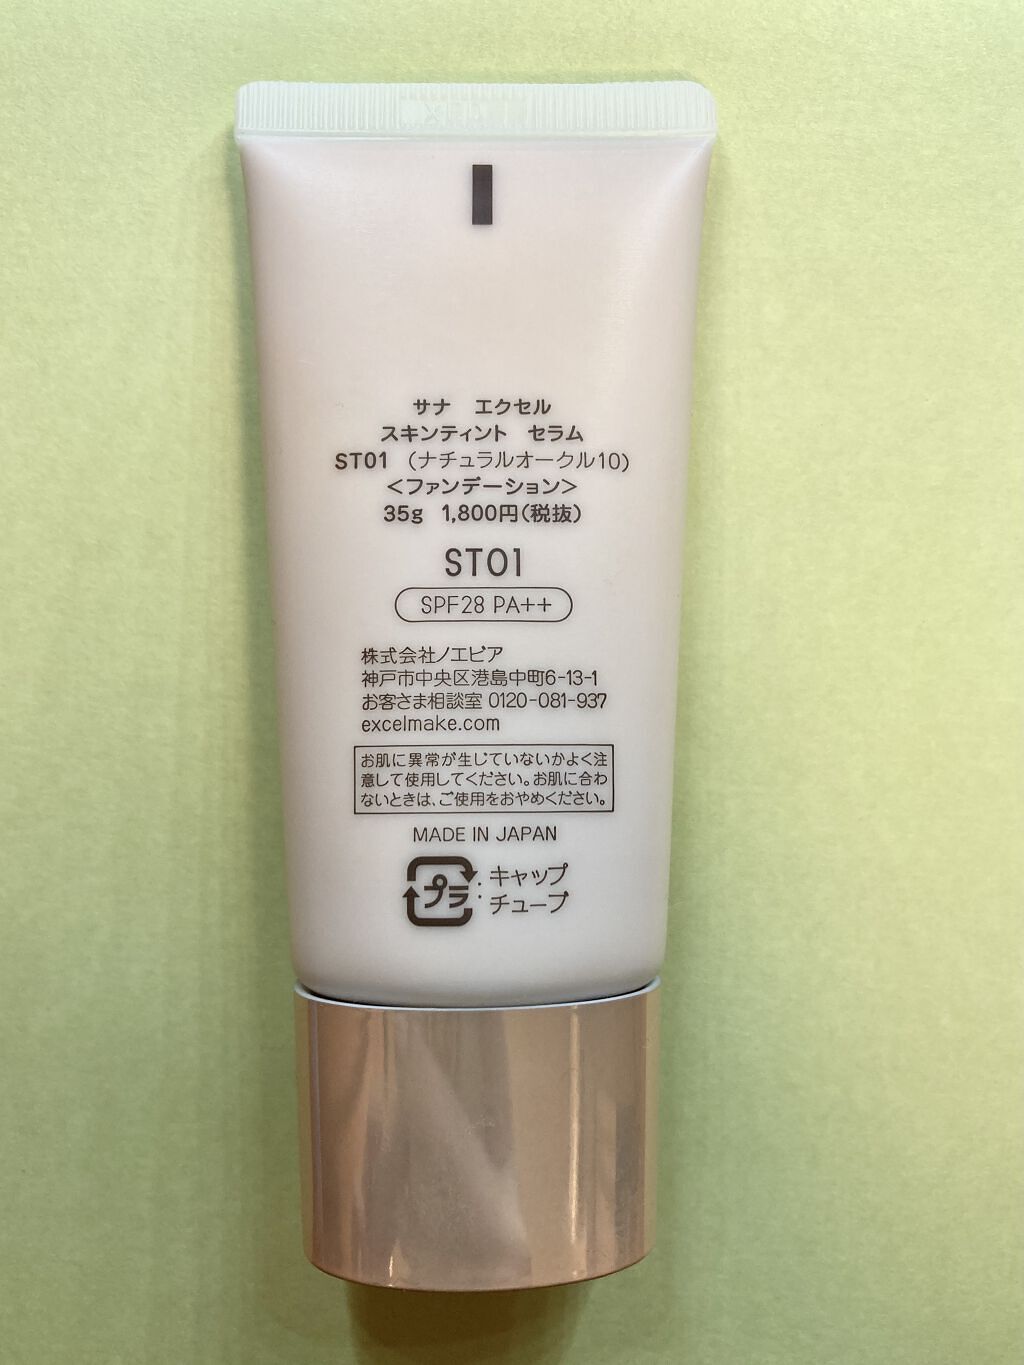 サナ　エクセル
スキンティント　セラム
ST01 （ナチュラルオークル10）
＜ファンデーション＞
35g 1,800円（税抜）
ST01
SPF28 PA++
株式会社ノエビア
神戸市中央区港島中町6-13-1
お客さま相談室 0120-081-937
excelmake.com
お肌に異常が生じていないかよく注
意して使用してください。お肌に合わ
ないときは、ご使用をおやめください。
MADE IN JAPAN
プラ : キャップ
チューブ